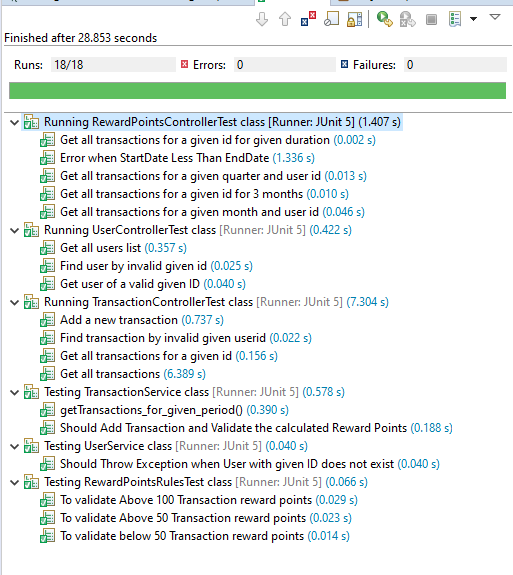 Finished after 28.853 seconds
Runs: 18/18 Errors: 0 Failures: 0
Running RewardPointsControllerTest class [Runner: JUnit 5] (1.407 s)
Get all transactions for a given id for given duration (0.002 s)
Error when StartDate Less Than EndDate (1.336 s)
Get all transactions for a given quarter and user id (0.013 s)
Get all transactions for a given id for 3 months (0.010 s)
Get all transactions for a given month and user id (0.046 s)
Running UserControllerTest class [Runner: JUnit 5] (0.422 s)
Get all users list (0.357 s)
Find user by invalid given id (0.025 s)
Get user of a valid given ID (0.040 s)
Running TransactionControllerTest class [Runner: JUnit 5] (7.304 s)
Add a new transaction (0.737 s)
Find transaction by invalid given userid (0.022 s)
Get all transactions for a given id (0.156 s)
Get all transactions (6.389 s)
Testing TransactionService class [Runner: JUnit 5] (0.578 s)
getTransactions_for_given_period() (0.390 s)
Should Add Transaction and Validate the calculated Reward Points (0.188 s)
Testing UserService class [Runner: JUnit 5] (0.040 s)
Should Throw Exception when User with given ID does not exist (0.040 s)
Testing RewardPointsRulesTest class [Runner: JUnit 5] (0.066 s)
To validate Above 100 Transaction reward points (0.029 s)
To validate Above 50 Transaction reward points (0.023 s)
To validate below 50 Transaction reward points (0.014 s)